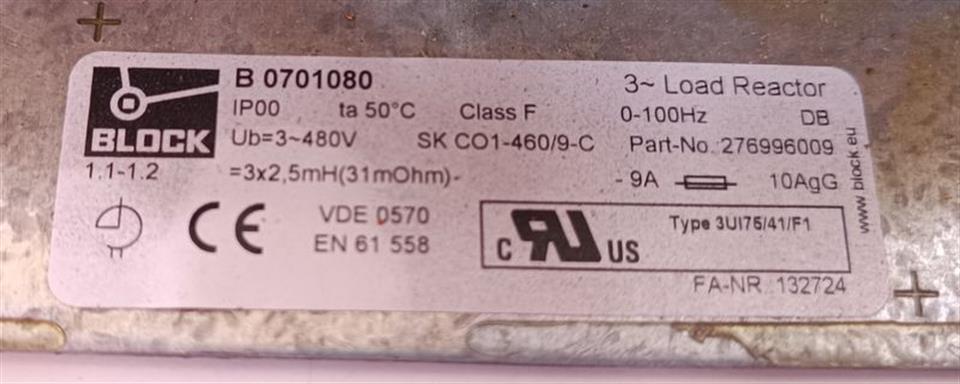 BLOCK
B 0701080
3~ Load Reactor
IP00 ta 50°C Class F 0-100Hz DB
Ub=3~480V SK CO1-460/9-C Part-No. 276996009
1.1-1.2 =3x2,5mH(31mOhm)- - 9A 10AgG
VDE 0570
EN 61 558
CE
c RU US
Type 3UI75/41/F1
FA-NR. 132724
www.block.eu